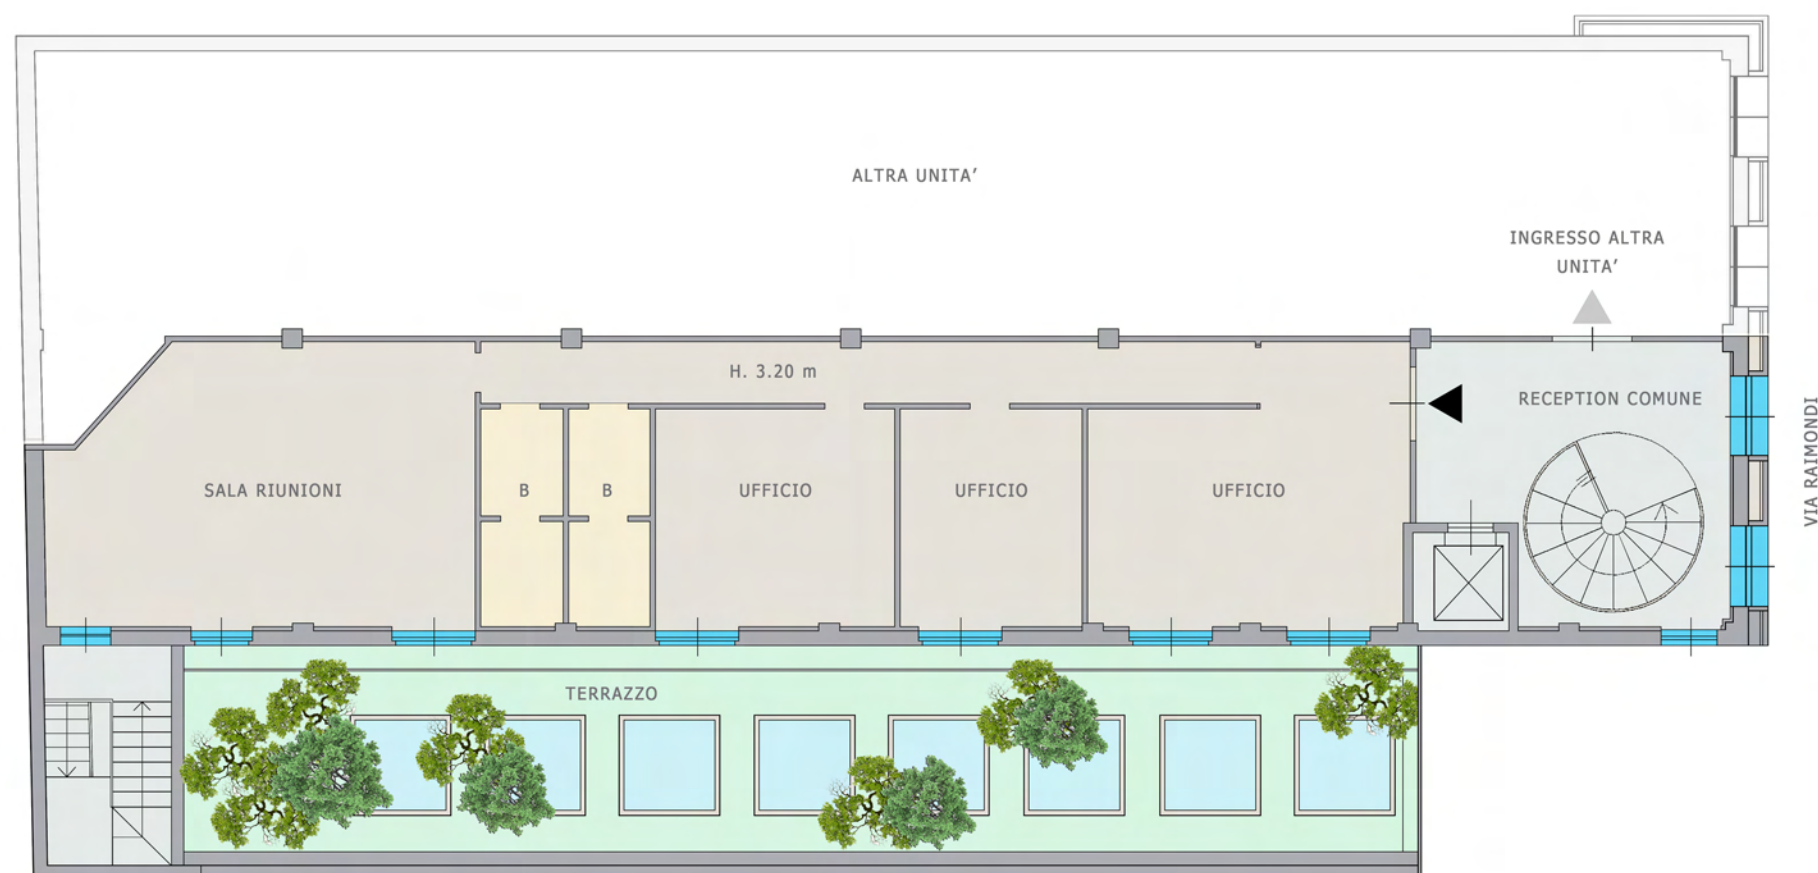 ALTRA UNITA’
INGRESSO ALTRA
UNITA’
H. 3.20 m
RECEPTION COMUNE
VIA RAIMONDI
SALA RIUNIONI
B
B
UFFICIO
UFFICIO
UFFICIO
TERRAZZO